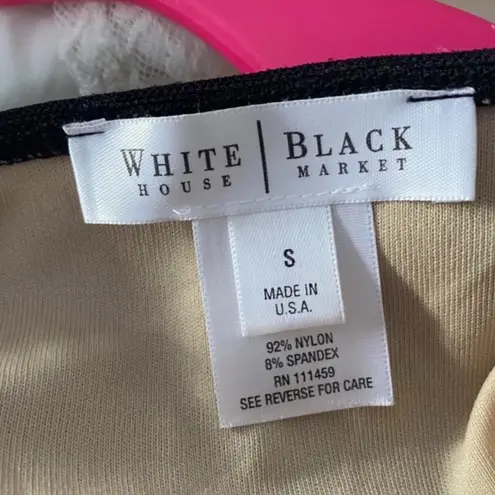 WHITE | BLACK
HOUSE | MARKET
S
MADE IN
U.S.A.
92% NYLON
8% SPANDEX
RN 111459
SEE REVERSE FOR CARE